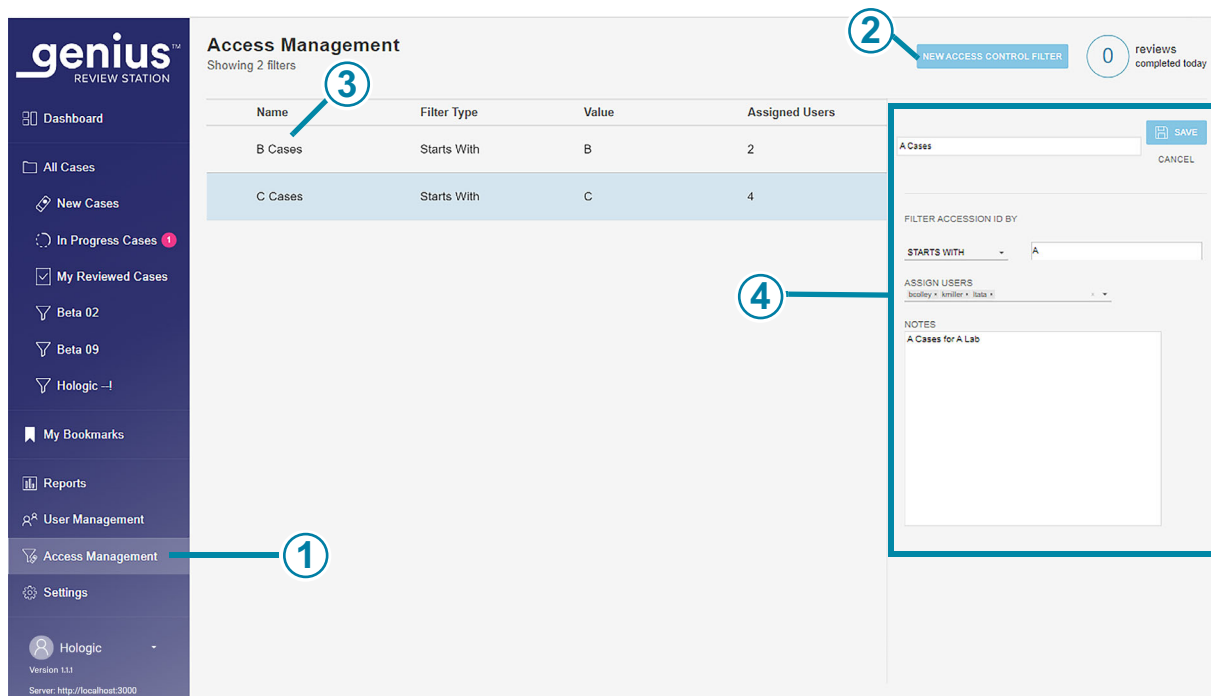 genius™
REVIEW STATION
Dashboard
All Cases
New Cases
In Progress Cases 1
My Reviewed Cases
Beta 02
Beta 09
Hologic --!
My Bookmarks
Reports
User Management
Access Management
Settings
Hologic
Version 1.1.1
Server: http://localhost:3000
Access Management
Showing 2 filters
NEW ACCESS CONTROL FILTER
0 reviews
completed today
Name Filter Type Value Assigned Users
B Cases Starts With B 2
C Cases Starts With C 4
A Cases
SAVE
CANCEL
FILTER ACCESSION ID BY
STARTS WITH A
ASSIGN USERS
bcolley × kmiller × ltata ×
NOTES
A Cases for A Lab
1
2
3
4